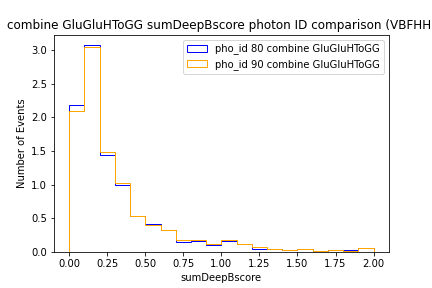 combine GluGluHToGG sumDeepBscore photon ID comparison (VBFHH
pho_id 80 combine GluGluHToGG
pho_id 90 combine GluGluHToGG
Number of Events
3.0
2.5
2.0
1.5
1.0
0.5
0.0
0.00 0.25 0.50 0.75 1.00 1.25 1.50 1.75 2.00
sumDeepBscore